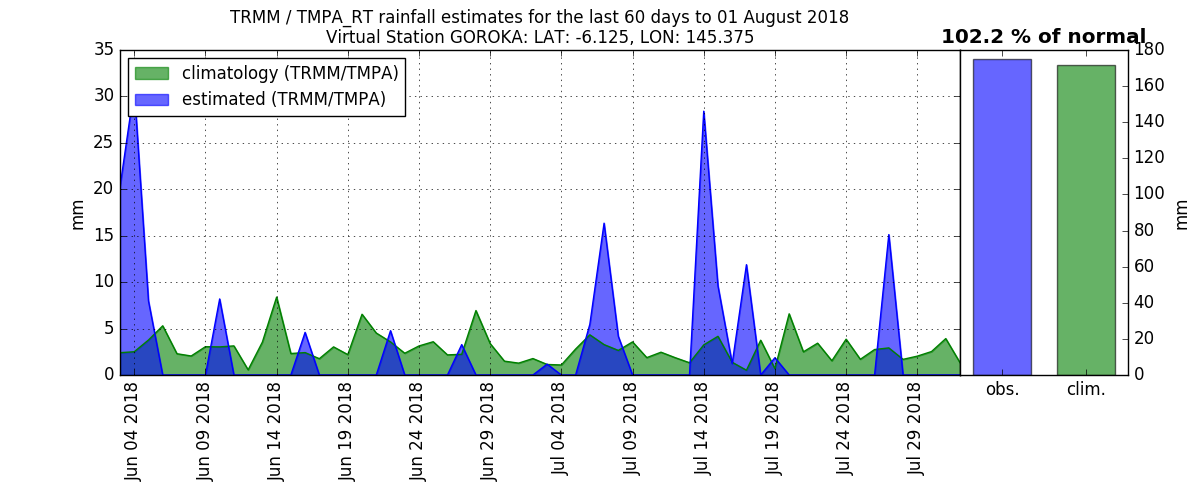 TRMM / TMPA_RT rainfall estimates for the last 60 days to 01 August 2018
Virtual Station GOROKA: LAT: -6.125, LON: 145.375
102.2 % of normal
climatology (TRMM/TMPA)
estimated (TRMM/TMPA)
35
30
25
20
15
10
5
0
mm
Jun 04 2018
Jun 09 2018
Jun 14 2018
Jun 19 2018
Jun 24 2018
Jun 29 2018
Jul 04 2018
Jul 09 2018
Jul 14 2018
Jul 19 2018
Jul 24 2018
Jul 29 2018
obs.
clim.
180
160
140
120
100
80
60
40
20
0
mm